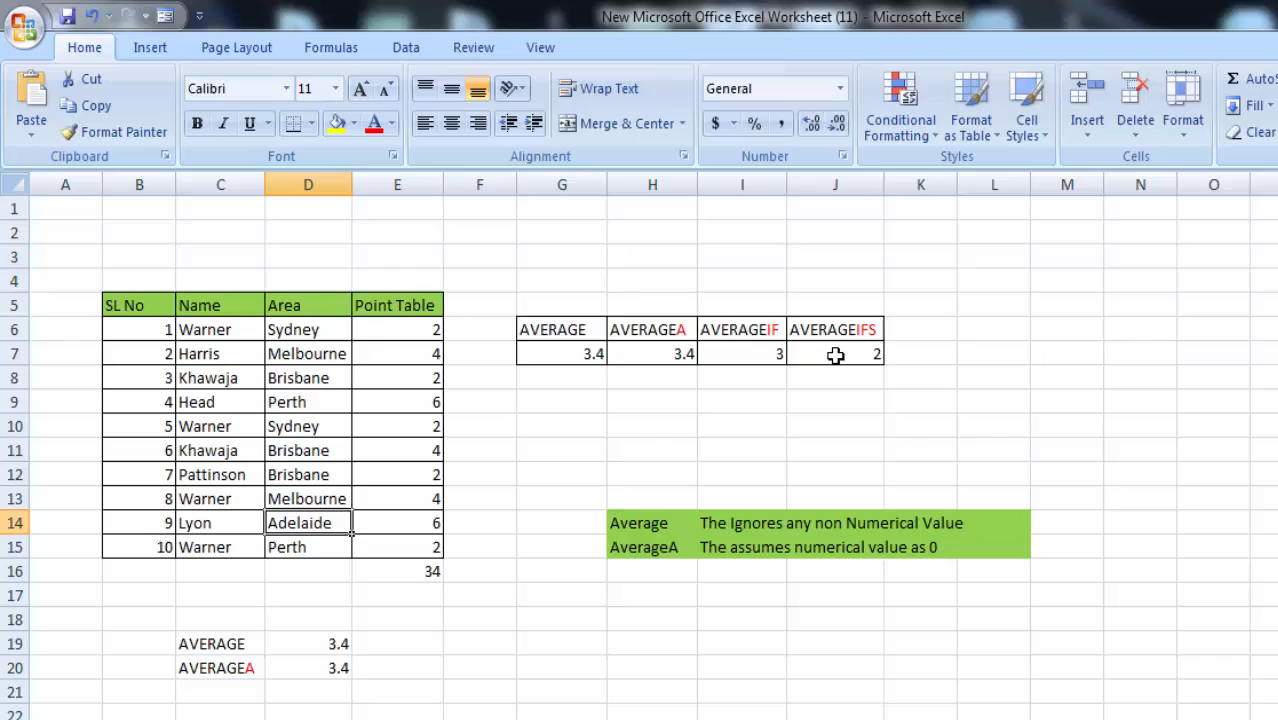 New Microsoft Office Excel Worksheet (11) - Microsoft Excel
Home Insert Page Layout Formulas Data Review View
Paste
Cut
Copy
Format Painter
Clipboard
Calibri 11
B I U
Font
Wrap Text
Merge & Center
Alignment
General
$ % ,
Number
Conditional Formatting
Format as Table
Cell Styles
Styles
Insert Delete Format
Cells
Σ AutoS
Fill
Clear
A B C D E F G H I J K L M N O
1
2
3
4
5 SL No Name Area Point Table
6 1 Warner Sydney 2 AVERAGE AVERAGEA AVERAGEIF AVERAGEIFS
7 2 Harris Melbourne 4 3.4 3.4 3 2
8 3 Khawaja Brisbane 2
9 4 Head Perth 6
10 5 Warner Sydney 2
11 6 Khawaja Brisbane 4
12 7 Pattinson Brisbane 2
13 8 Warner Melbourne 4
14 9 Lyon Adelaide 6 Average The Ignores any non Numerical Value
15 10 Warner Perth 2 AverageA The assumes numerical value as 0
16 34
17
18
19 AVERAGE 3.4
20 AVERAGEA 3.4
21
22